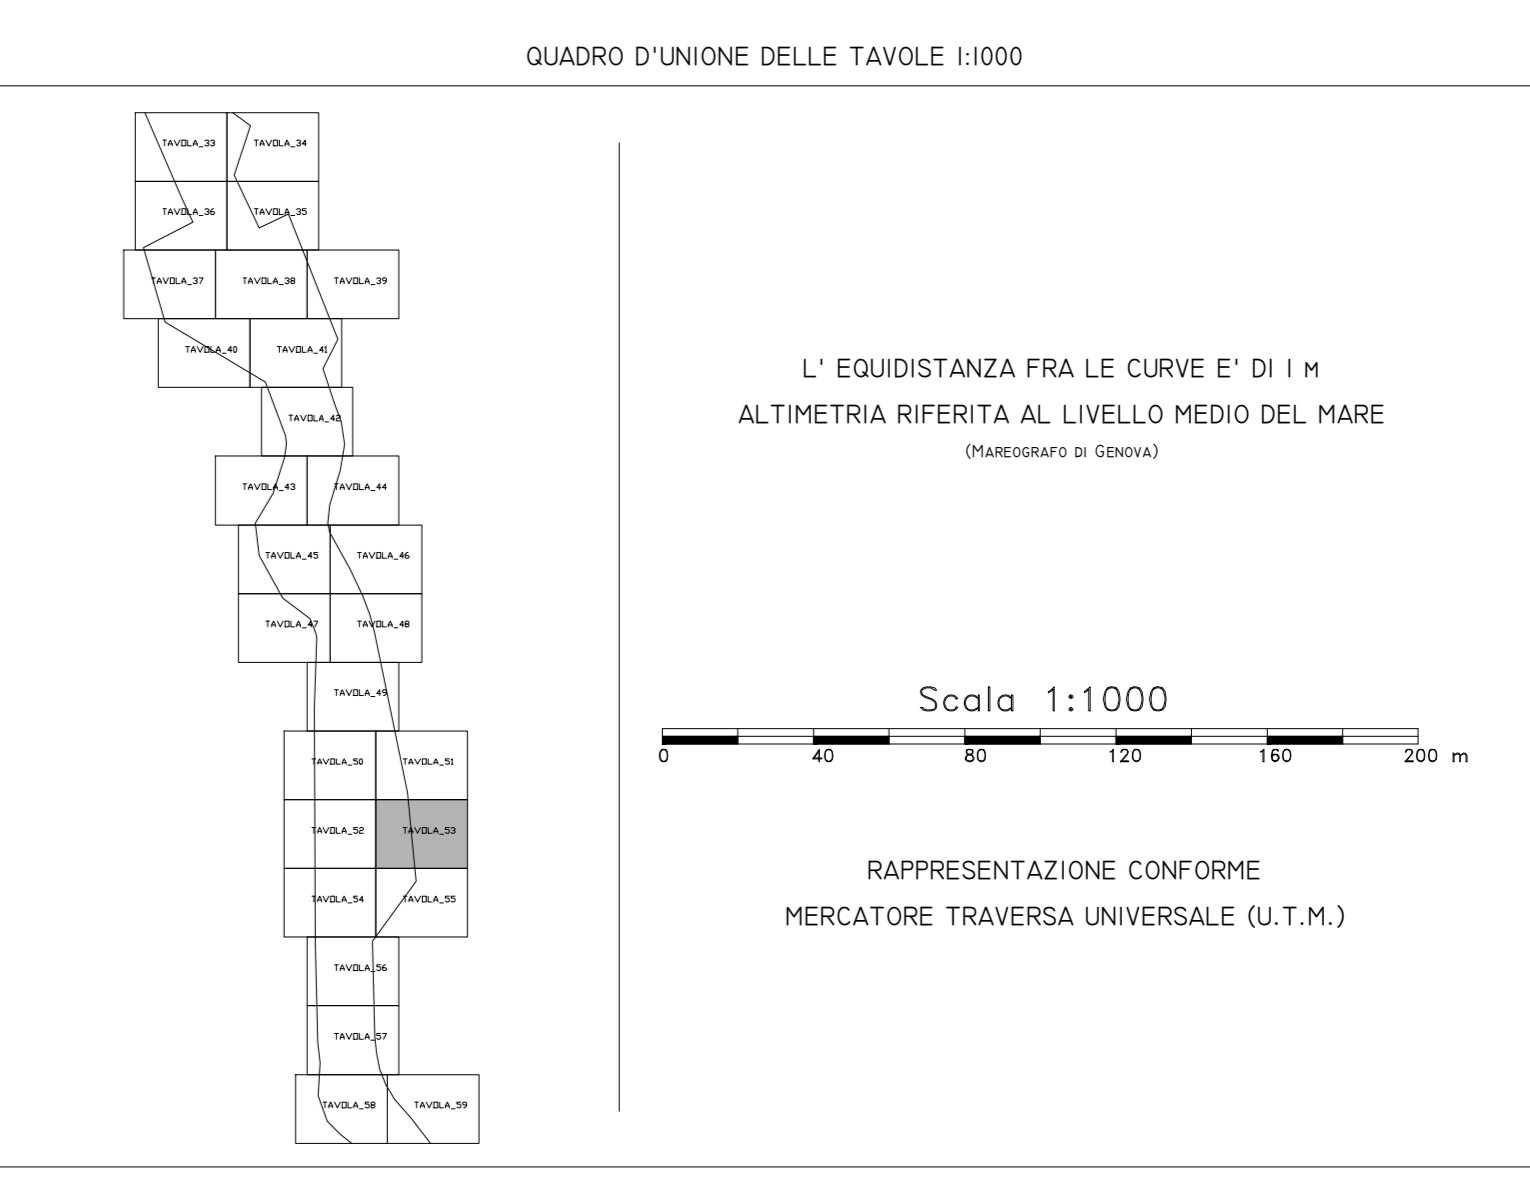 QUADRO D'UNIONE DELLE TAVOLE 1:1000
TAVOLA_33 TAVOLA_34
TAVOLA_36 TAVOLA_35
TAVOLA_37 TAVOLA_38 TAVOLA_39
TAVOLA_40 TAVOLA_41
TAVOLA_42
TAVOLA_43 TAVOLA_44
TAVOLA_45 TAVOLA_46
TAVOLA_47 TAVOLA_48
TAVOLA_49
TAVOLA_50 TAVOLA_51
TAVOLA_52 TAVOLA_53
TAVOLA_54 TAVOLA_55
TAVOLA_56
TAVOLA_57
TAVOLA_58 TAVOLA_59
L' EQUIDISTANZA FRA LE CURVE E' DI 1 M
ALTIMETRIA RIFERITA AL LIVELLO MEDIO DEL MARE
(MAREOGRAFO DI GENOVA)
Scala 1:1000
0 40 80 120 160 200 m
RAPPRESENTAZIONE CONFORME
MERCATORE TRAVERSA UNIVERSALE (U.T.M.)